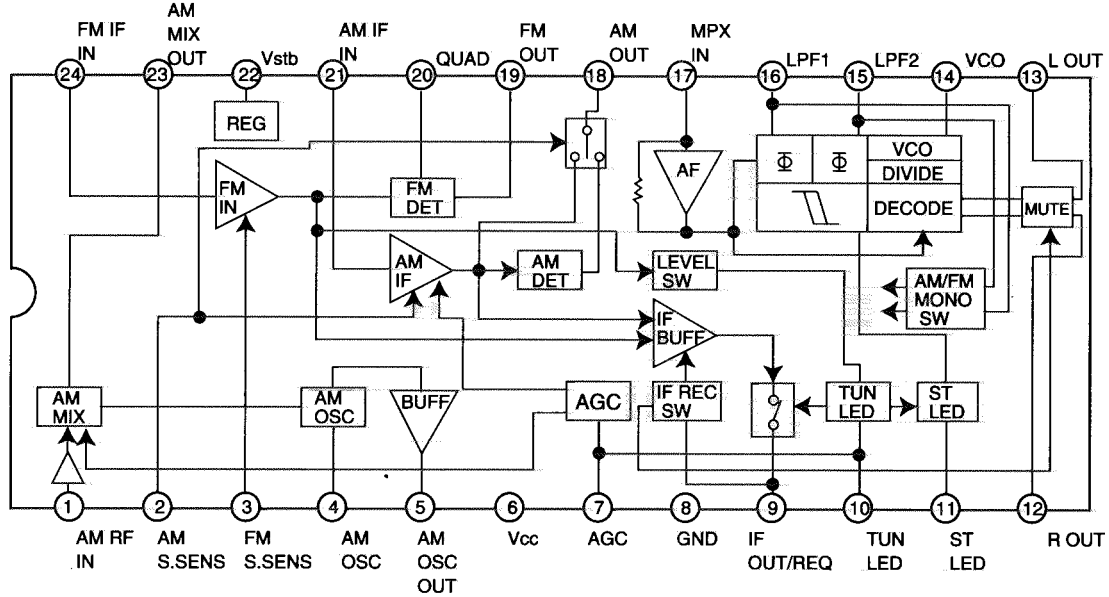 FM IF
IN
AM
MIX
OUT
Vstb
AM IF
IN
QUAD
FM
OUT
AM
OUT
MPX
IN
LPF1
LPF2
VCO
L OUT
24
23
22
21
20
19
18
17
16
15
14
13
REG
FM
IN
FM
DET
AF
Φ
Φ
VCO
DIVIDE
DECODE
MUTE
AM
IF
AM
DET
LEVEL
SW
AM/FM
MONO
SW
IF
BUFF
AM
MIX
AM
OSC
BUFF
AGC
IF REC
SW
TUN
LED
ST
LED
1
2
3
4
5
6
7
8
9
10
11
12
AM RF
IN
AM
S.SENS
FM
S.SENS
AM
OSC
AM
OSC
OUT
Vcc
AGC
GND
IF
OUT/REQ
TUN
LED
ST
LED
R OUT